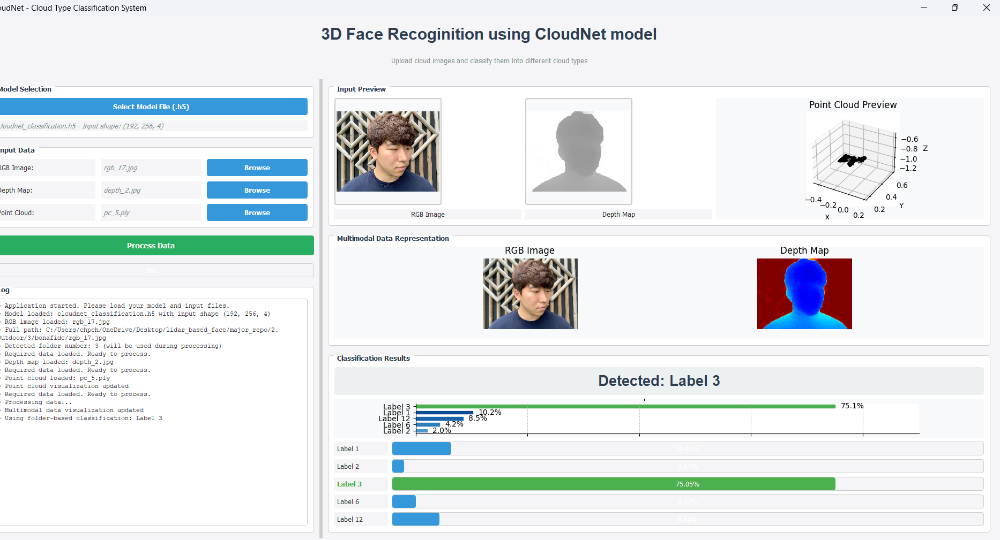 oudNet - Cloud Type Classification System
3D Face Recoginition using CloudNet model
Upload cloud images and classify them into different cloud types
Model Selection
Select Model File (.h5)
cloudnet_classification.h5 - Input shape: (192, 256, 4)
nput Data
RGB Image:
rgb_17.jpg
Browse
Depth Map:
depth_2.jpg
Browse
Point Cloud:
pc_5.ply
Browse
Process Data
0%
Log
Application started. Please load your model and input files.
Model loaded: cloudnet_classification.h5 with input shape (192, 256, 4)
RGB image loaded: rgb_17.jpg
Full path: C:/Users/chpch/OneDrive/Desktop/lidar_based_face/major_repo/2.
Outdoor/3/bonafide/rgb_17.jpg
Detected folder number: 3 (will be used during processing)
Required data loaded. Ready to process.
Depth map loaded: depth_2.jpg
Required data loaded. Ready to process.
Point cloud loaded: pc_5.ply
Point cloud visualization updated
Required data loaded. Ready to process.
Processing data...
Multimodal data visualization updated
Using folder-based classification: Label 3
Input Preview
RGB Image
Depth Map
Point Cloud Preview
−0.6
−0.8
Z
−1.0
−1.2
0.6
0.4
Y
0.2
−0.4
−0.2
0.0
0.2
X
Multimodal Data Representation
RGB Image
Depth Map
Classification Results
Detected: Label 3
Label 3
75.1%
Label 1
10.2%
Label 12
8.5%
Label 6
4.2%
Label 2
2.0%
Label 1
10.21%
Label 2
2.04%
Label 3
75.05%
Label 6
4.22%
Label 12
8.48%